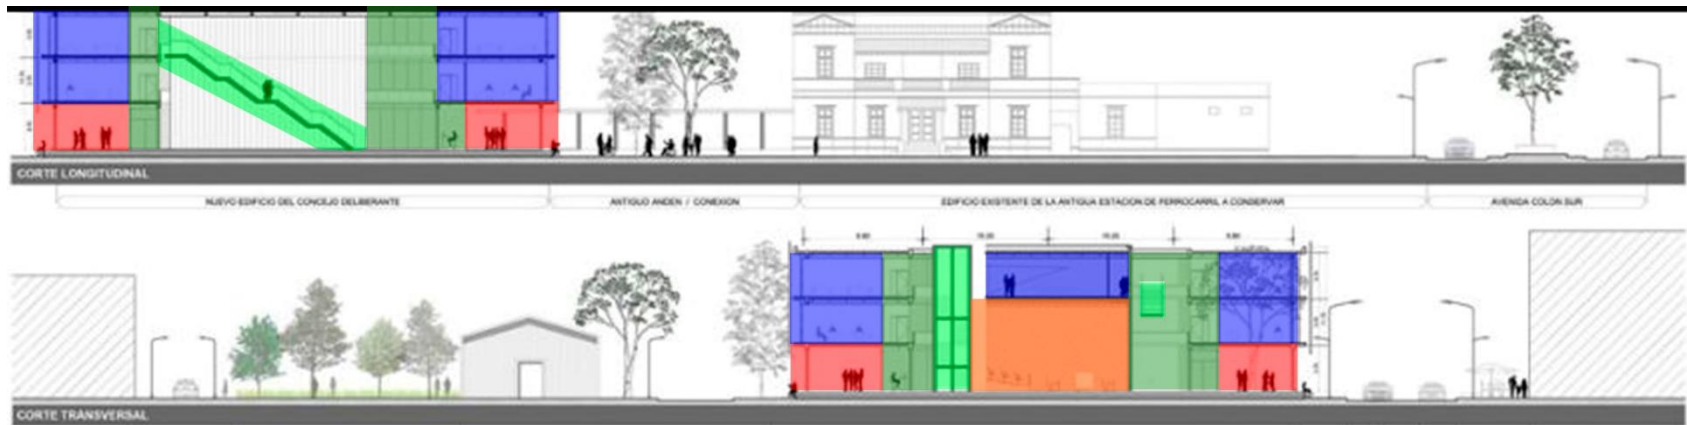 CORTE LONGITUDINAL
NUEVO EDIFICIO DEL CONCEJO DELIBERANTE
ANTIGUO ANDEN / CONEXION
EDIFICIO EXISTENTE DE LA ANTIGUA ESTACION DE FERROCARRIL A CONSERVAR
AVENIDA COLON SUR
CORTE TRANSVERSAL